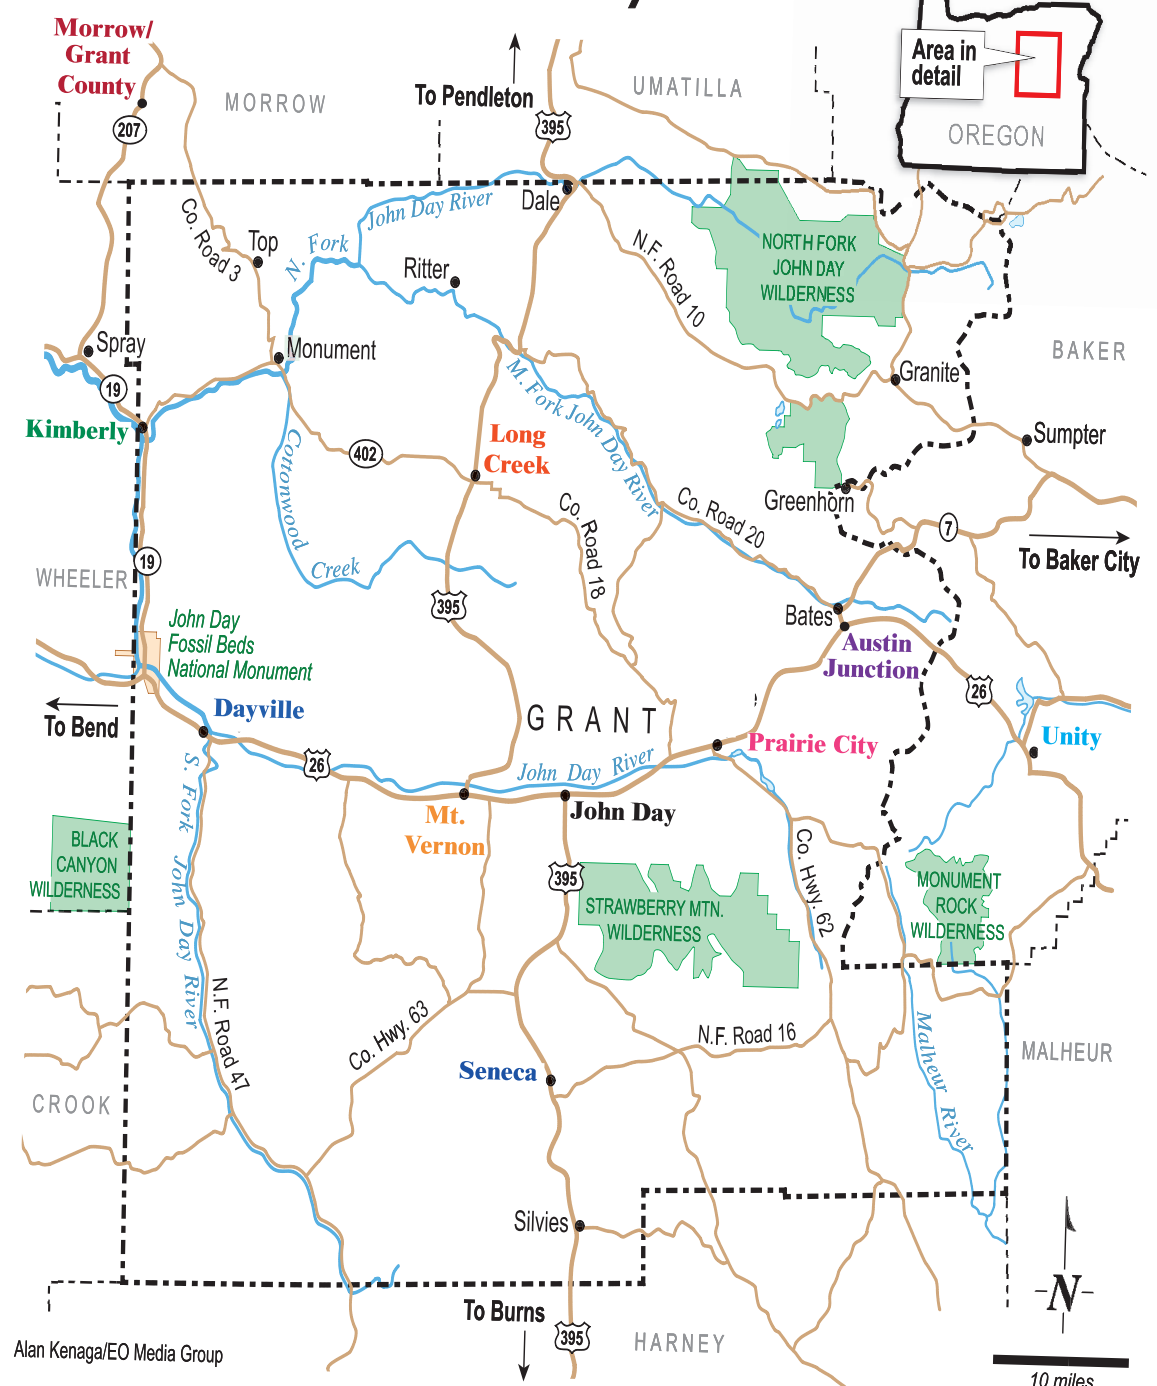 Morrow/
Grant
County
207
MORROW
To Pendleton
395
UMATILLA
Area in
detail
OREGON
Dale
John Day River
N. Fork
Co. Road 3
Top
Ritter
N.F. Road 10
NORTH FORK
JOHN DAY
WILDERNESS
Spray
Monument
19
Kimberly
BAKER
Granite
M. Fork John Day River
Long
Creek
402
Cottonwood
Creek
Sumpter
Greenhorn
Co. Road 20
Co. Road 18
7
To Baker City
19
WHEELER
395
John Day
Fossil Beds
National Monument
Bates
Austin
Junction
26
To Bend
Dayville
GRANT
Prairie City
Unity
26
John Day River
S. Fork John Day River
Mt.
Vernon
John Day
BLACK
CANYON
WILDERNESS
395
STRAWBERRY MTN.
WILDERNESS
Co. Hwy. 62
MONUMENT
ROCK
WILDERNESS
N.F. Road 47
Co. Hwy. 63
N.F. Road 16
Malheur River
MALHEUR
Seneca
CROOK
Silvies
N
To Burns
395
HARNEY
Alan Kenaga/EO Media Group
10 miles